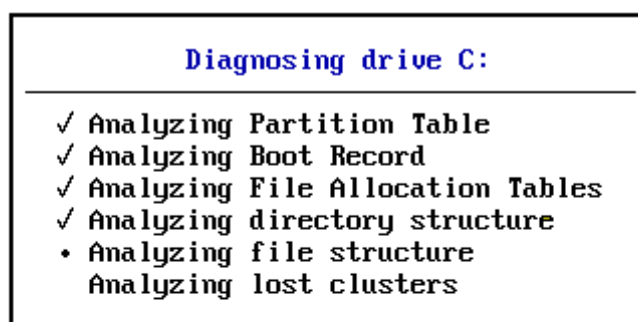 Diagnosing drive C:
√ Analyzing Partition Table
√ Analyzing Boot Record
√ Analyzing File Allocation Tables
√ Analyzing directory structure
• Analyzing file structure
Analyzing lost clusters